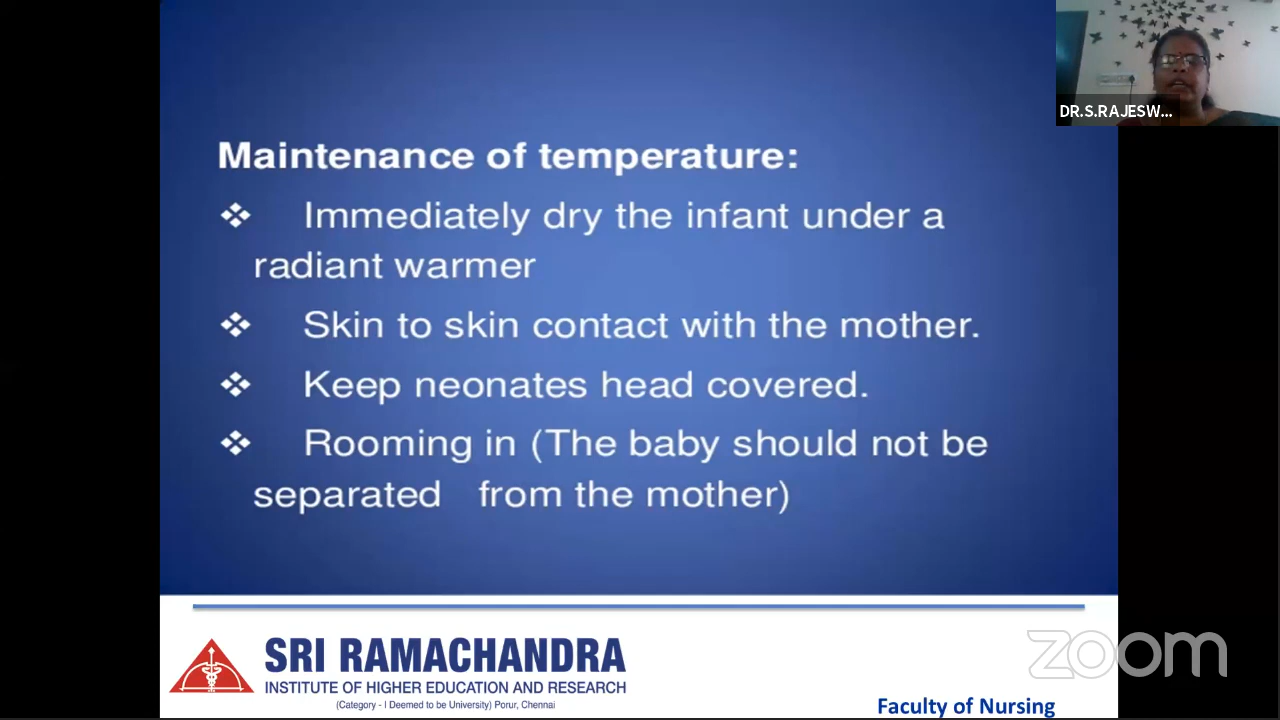 DR.S.RAJESW...
Maintenance of temperature:
❖ Immediately dry the infant under a
radiant warmer
❖ Skin to skin contact with the mother.
❖ Keep neonates head covered.
❖ Rooming in (The baby should not be
separated from the mother)
SRI RAMACHANDRA
INSTITUTE OF HIGHER EDUCATION AND RESEARCH
(Category - I Deemed to be University) Porur, Chennai
zoom
Faculty of Nursing